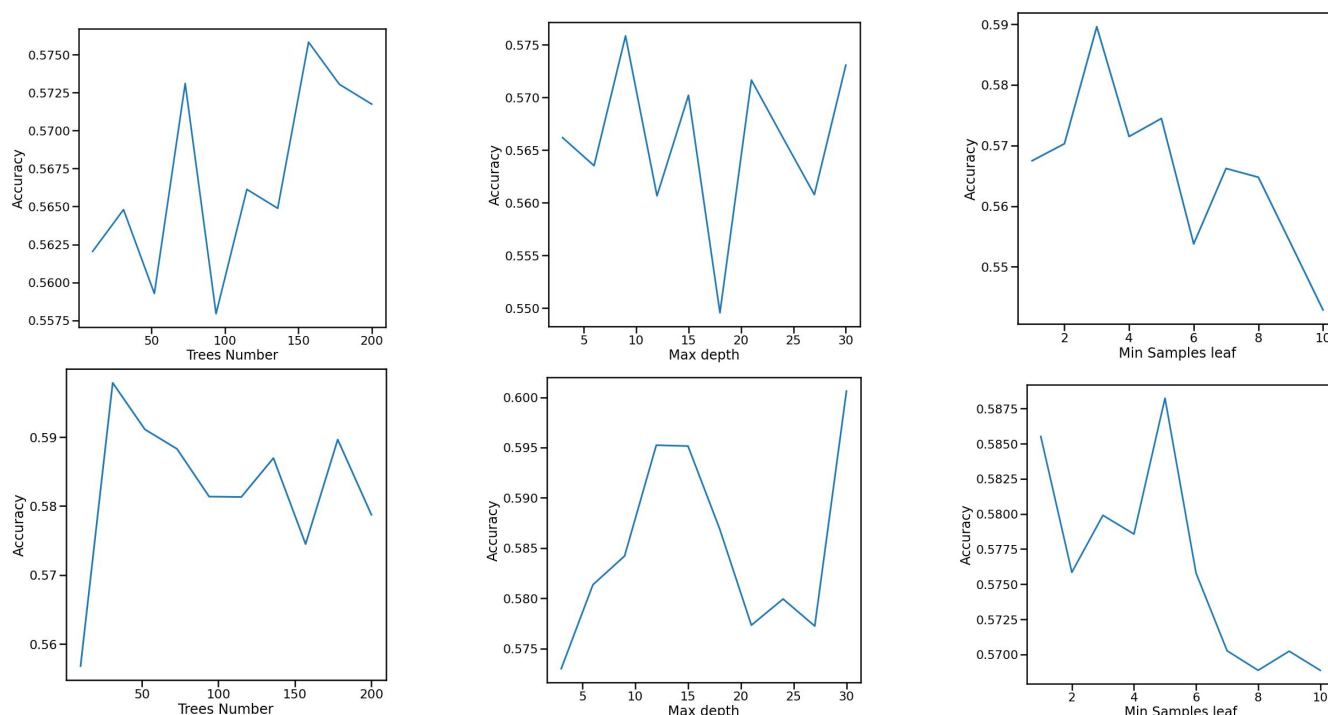 0.5750
0.5725
0.5700
0.5675
0.5650
0.5625
0.5600
0.5575
Accuracy
50 100 150 200
Trees Number
0.575
0.570
0.565
0.560
0.555
0.550
Accuracy
5 10 15 20 25 30
Max depth
0.59
0.58
0.57
0.56
0.55
Accuracy
2 4 6 8 10
Min Samples leaf
0.59
0.58
0.57
0.56
Accuracy
50 100 150 200
Trees Number
0.600
0.595
0.590
0.585
0.580
0.575
Accuracy
5 10 15 20 25 30
Max depth
0.5875
0.5850
0.5825
0.5800
0.5775
0.5750
0.5725
0.5700
Accuracy
2 4 6 8 10
Min Samples leaf